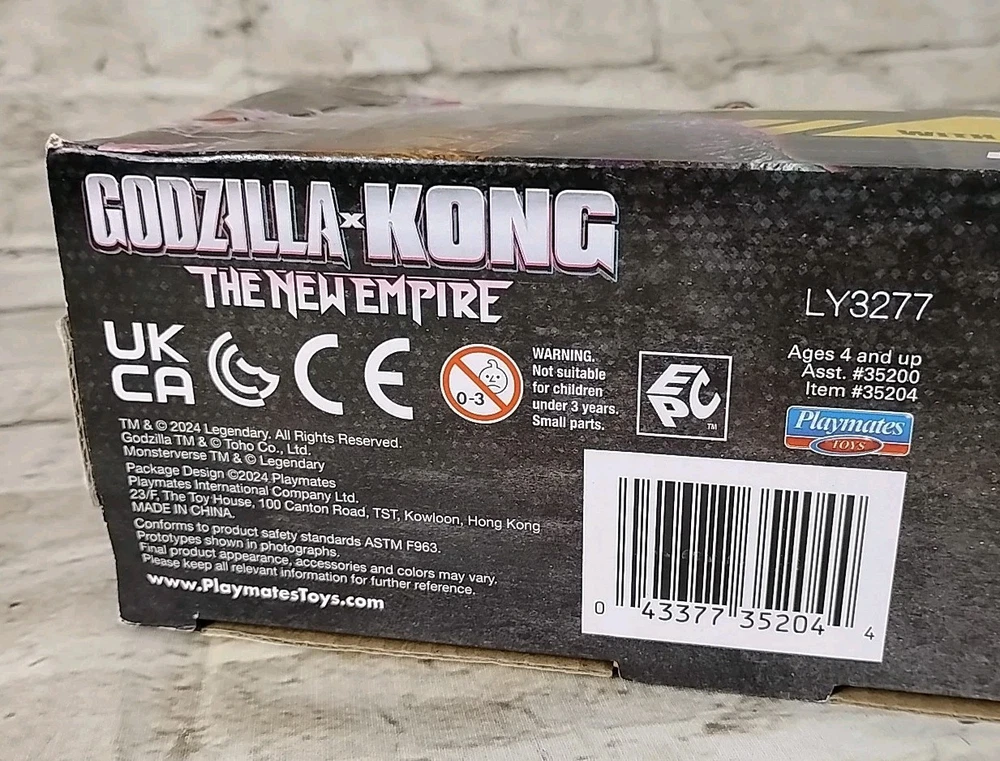 WITH
GODZILLA x KONG
THE NEW EMPIRE
LY3277
UK
CA
CE
0-3
WARNING.
Not suitable
for children
under 3 years.
Small parts.
EPC
TM
Ages 4 and up
Asst. #35200
Item #35204
Playmates
TOYS
TM & © 2024 Legendary. All Rights Reserved.
Godzilla TM & © Toho Co., Ltd.
Monsterverse TM & © Legendary
Package Design ©2024 Playmates
Playmates International Company Ltd.
23/F, The Toy House, 100 Canton Road, TST, Kowloon, Hong Kong
MADE IN CHINA.
Conforms to product safety standards ASTM F963.
Prototypes shown in photographs.
Final product appearance, accessories and colors may vary.
Please keep all relevant information for further reference.
www.PlaymatesToys.com
0 43377 35204 4